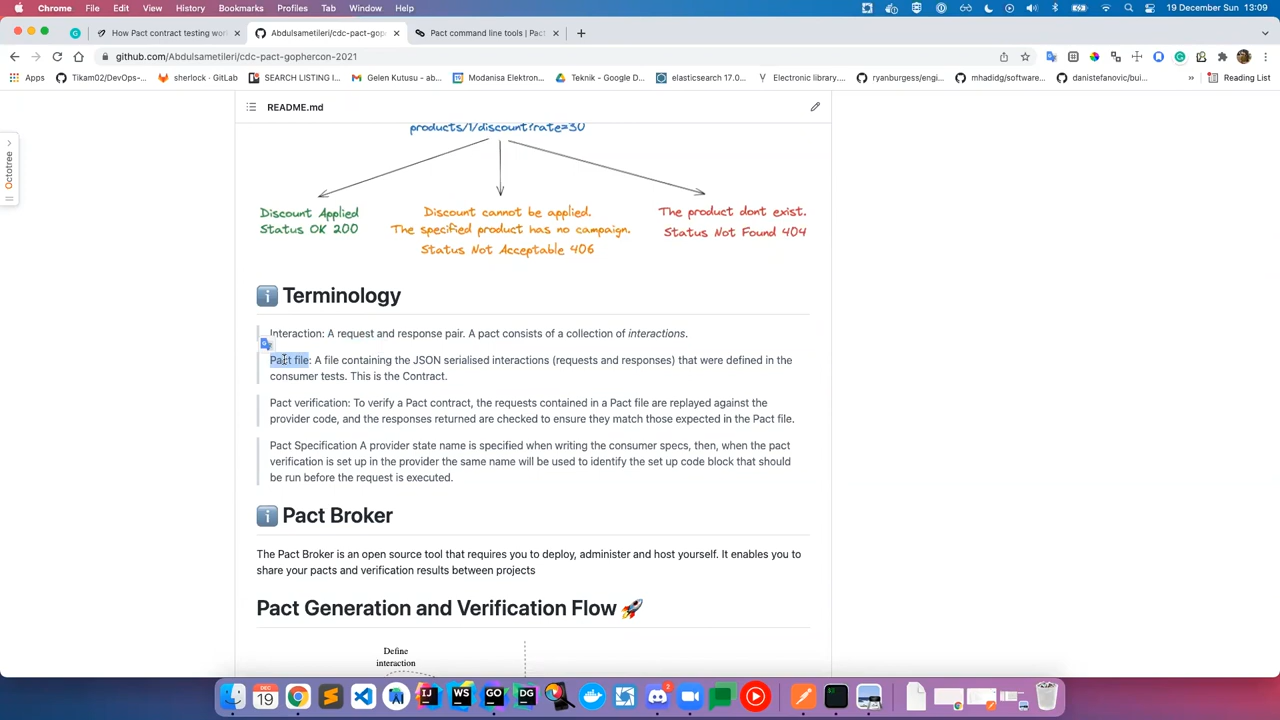 Chrome File Edit View History Bookmarks Profiles Tab Window Help
19 December Sun 13:09
How Pact contract testing wor
Abdulsametileri/cdc-pact-gop
Pact command line tools | Pac
github.com/Abdulsametileri/cdc-pact-gophercon-2021
Apps
Tikam02/DevOps-...
sherlock · GitLab
SEARCH LISTING I...
Gelen Kutusu - ab...
Modanisa Elektron...
Teknik - Google D...
elasticsearch 17.0...
Electronic library....
ryanburgess/engi...
mhadidg/software...
danistefanovic/bui...
»
Reading List
README.md
Octotree
products/1/discount?rate=30
Discount Applied
Status OK 200
Discount cannot be applied.
The specified product has no campaign.
Status Not Acceptable 406
The product dont exist.
Status Not Found 404
Terminology
Interaction: A request and response pair. A pact consists of a collection of interactions.
Pact file: A file containing the JSON serialised interactions (requests and responses) that were defined in the
consumer tests. This is the Contract.
Pact verification: To verify a Pact contract, the requests contained in a Pact file are replayed against the
provider code, and the responses returned are checked to ensure they match those expected in the Pact file.
Pact Specification A provider state name is specified when writing the consumer specs, then, when the pact
verification is set up in the provider the same name will be used to identify the set up code block that should
be run before the request is executed.
Pact Broker
The Pact Broker is an open source tool that requires you to deploy, administer and host yourself. It enables you to
share your pacts and verification results between projects
Pact Generation and Verification Flow 🚀
Define
interaction
DEC
19
IJ
WS
GO
DG
2